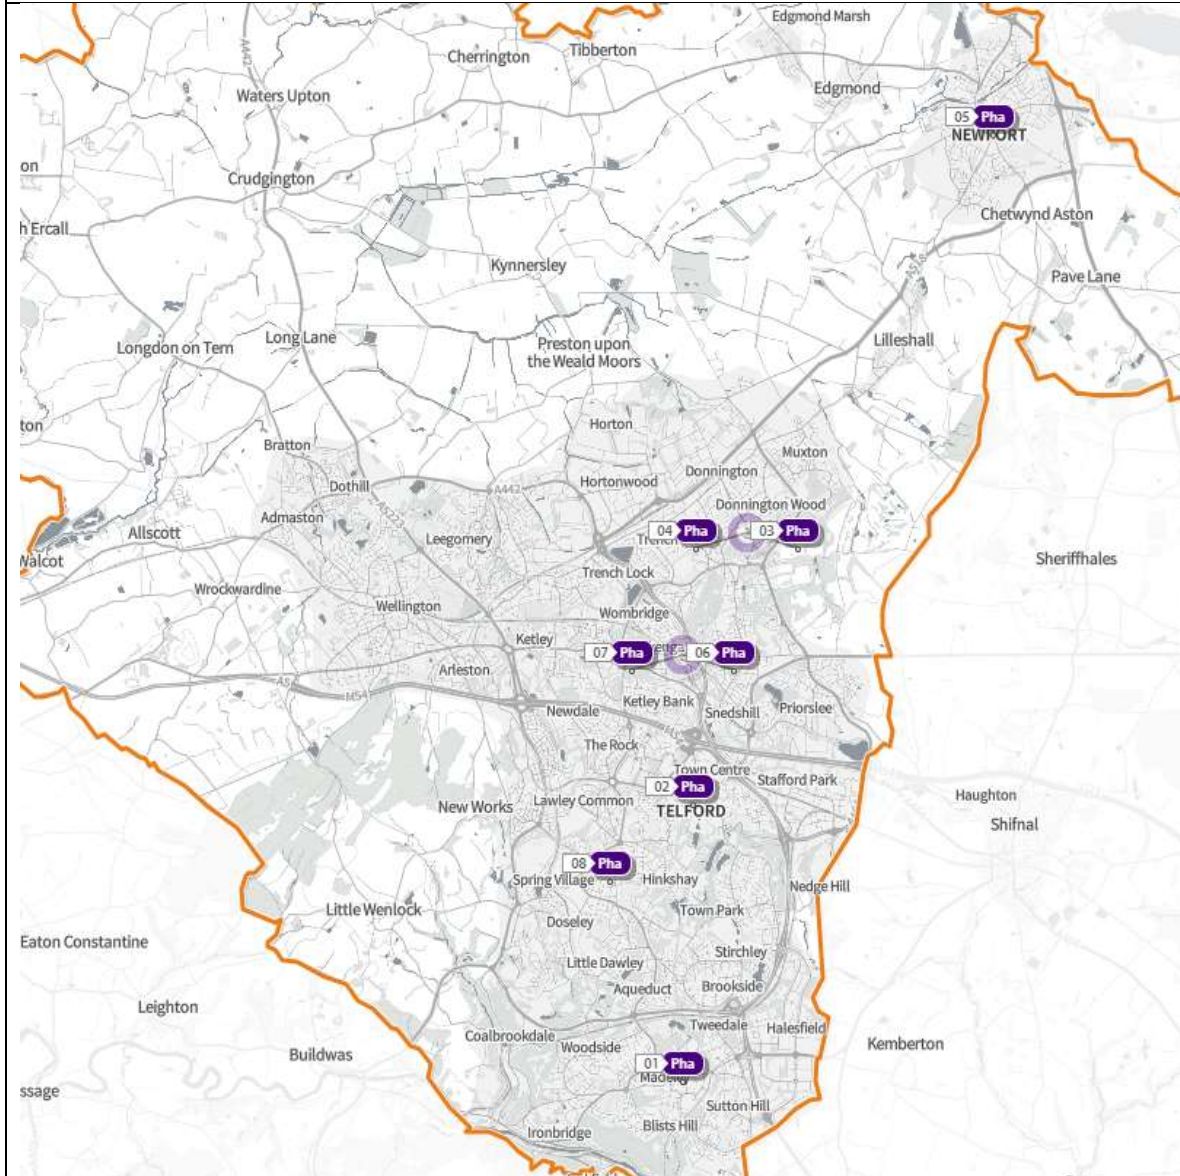 Edgmond Marsh
Tibberton
Cherrington
A442
Waters Upton
Edgmond
05 Pha
NEWPORT
on
Crudgington
Chetwynd Aston
h Ercall
Kynnersley
A518
Pave Lane
Long Lane
Longdon on Tern
Preston upon
the Weald Moors
Lilleshall
ton
Horton
Bratton
Muxton
Donnington
Hortonwood
Dothill
A442
Donnington Wood
A5223
Admaston
Allscott
Leegomery
04 Pha
03 Pha
Trench
Walcot
Sheriffhales
Trench Lock
Wrockwardine
Wellington
Wombridge
Ketley
07 Pha
06 Pha
Arleston
A5
M54
Ketley Bank
Newdale
Snedshill
Priorslee
The Rock
Town Centre
Stafford Park
02 Pha
TELFORD
New Works
Lawley Common
Haughton
Shifnal
08 Pha
Spring Village
Hinkshay
Nedge Hill
Little Wenlock
Town Park
Doseley
Eaton Constantine
Stirchley
Little Dawley
Aqueduct
Brookside
Leighton
Tweedale
Halesfield
Coalbrookdale
Woodside
Kemberton
Buildwas
01 Pha
Madeley
ssage
Sutton Hill
Blists Hill
Ironbridge